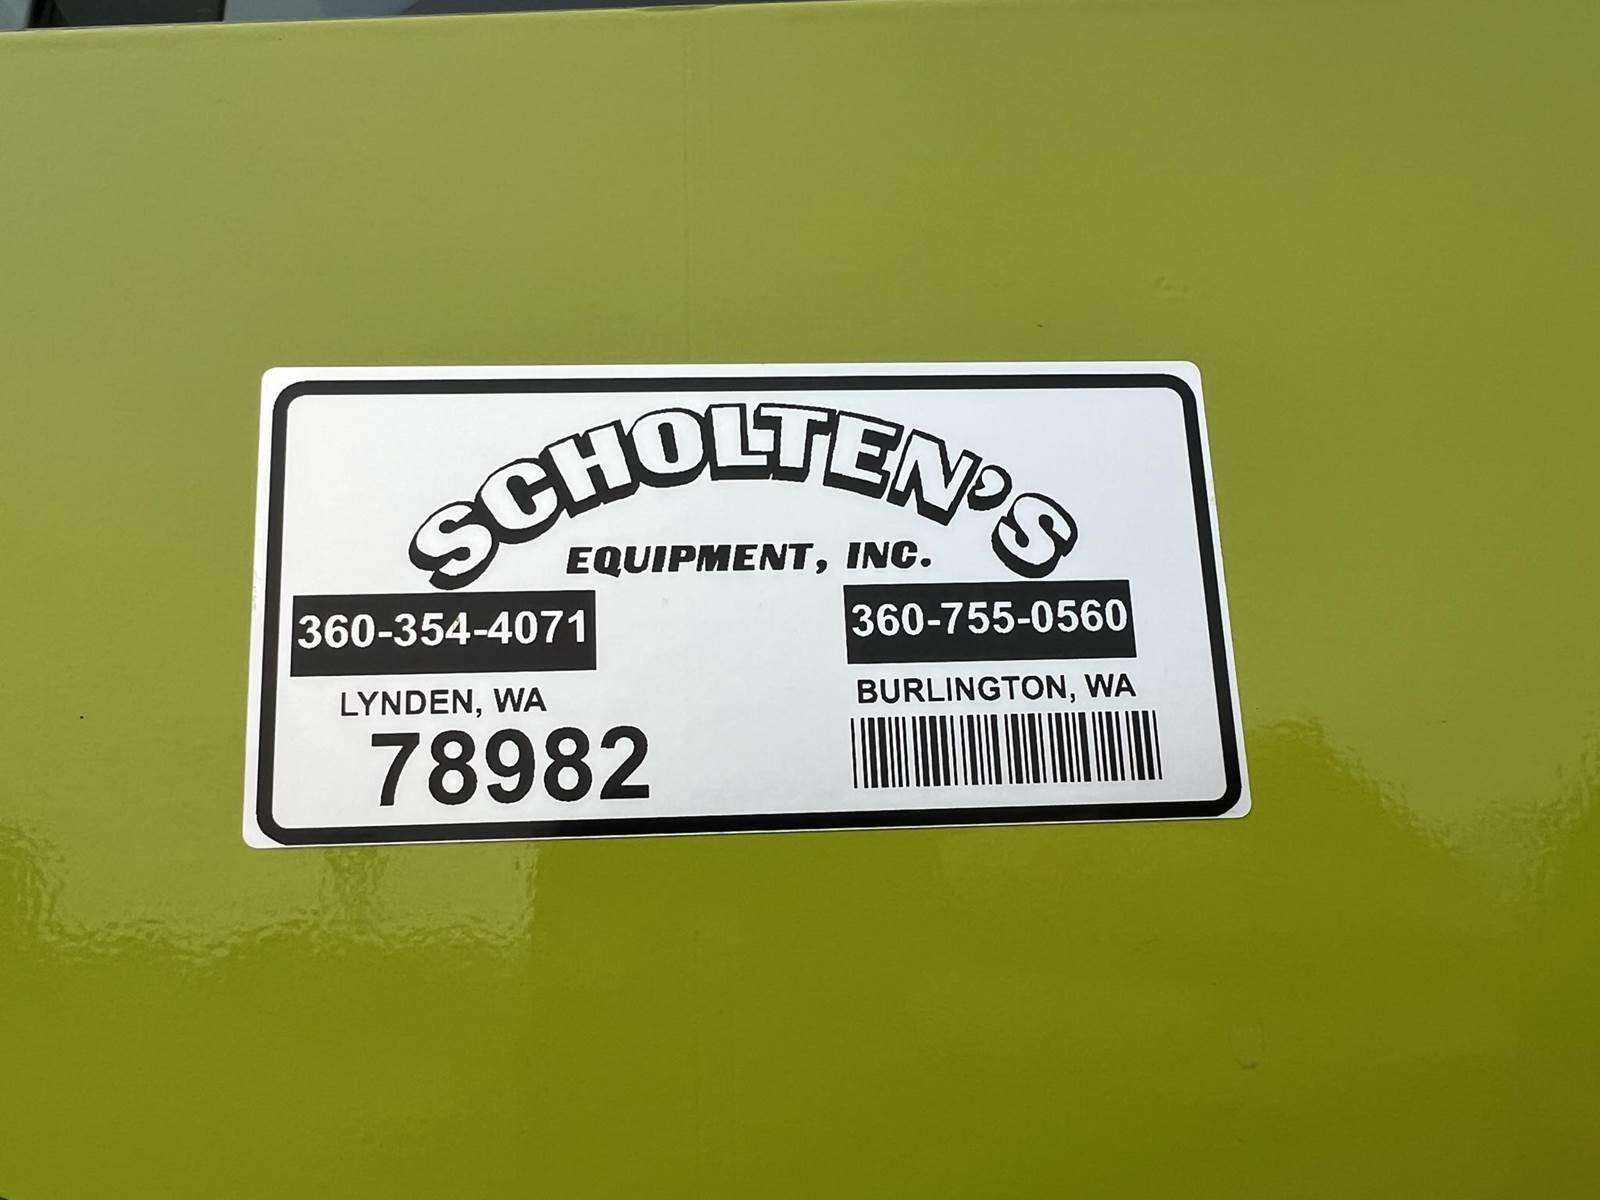 SCHOLTEN'S
EQUIPMENT, INC.
360-354-4071 360-755-0560
LYNDEN, WA BURLINGTON, WA
78982